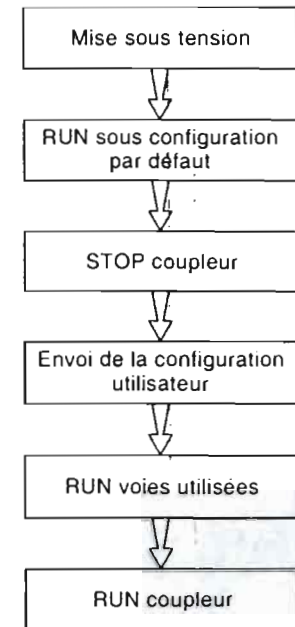 Mise sous tension
RUN sous configuration
par défaut
STOP coupleur
Envoi de la configuration
utilisateur
RUN voies utilisées
RUN coupleur